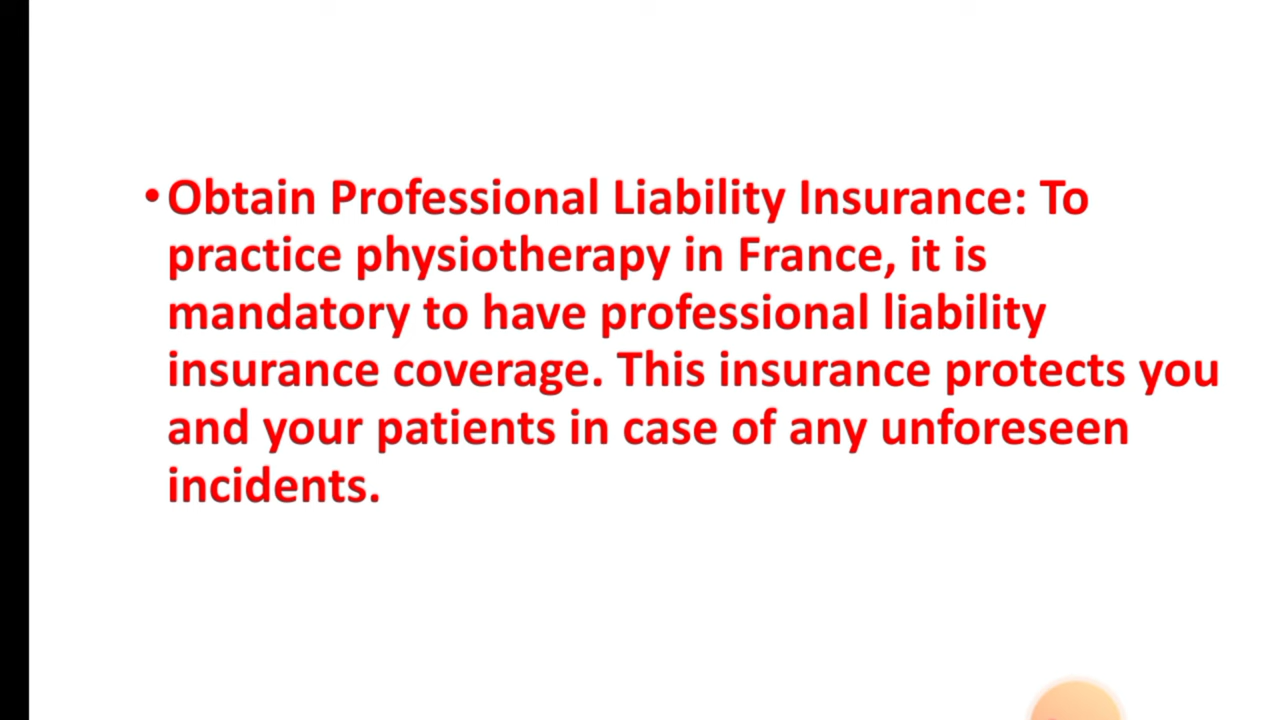 •Obtain Professional Liability Insurance: To
practice physiotherapy in France, it is
mandatory to have professional liability
insurance coverage. This insurance protects you
and your patients in case of any unforeseen
incidents.